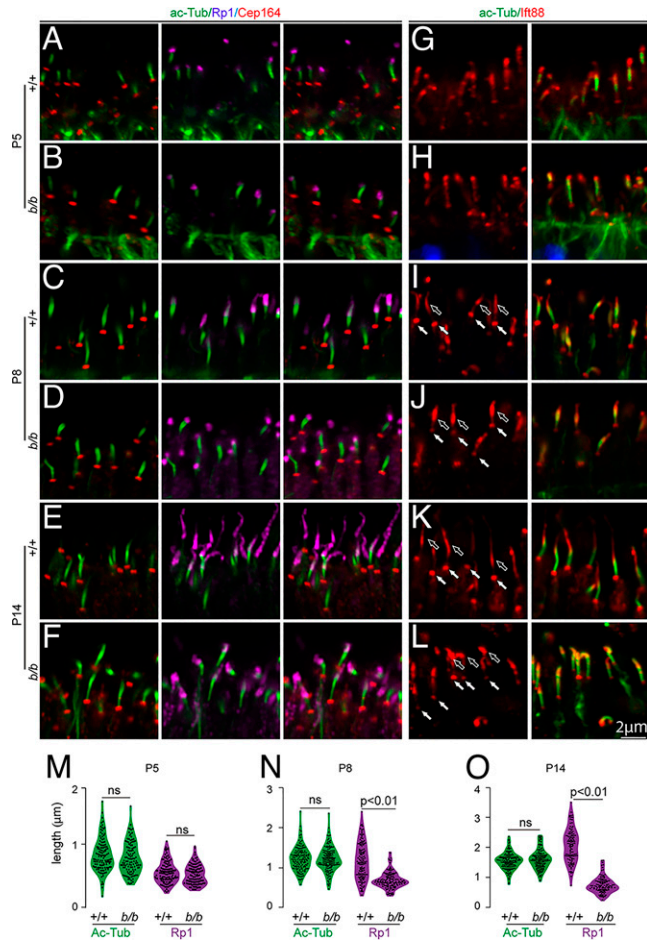 ac-Tub/Rp1/Cep164
ac-Tub/Ift88
A
G
+/+
P5
B
H
b/b
C
I
+/+
P8
D
J
b/b
E
K
+/+
P14
F
L
b/b
2μm
M
P5
N
P8
O
P14
length (μm)
2
1
0
ns
ns
3
2
1
0
ns
p<0.01
4
3
2
1
0
ns
p<0.01
+/+ b/b +/+ b/b
Ac-Tub Rp1
+/+ b/b +/+ b/b
Ac-Tub Rp1
+/+ b/b +/+ b/b
Ac-Tub Rp1